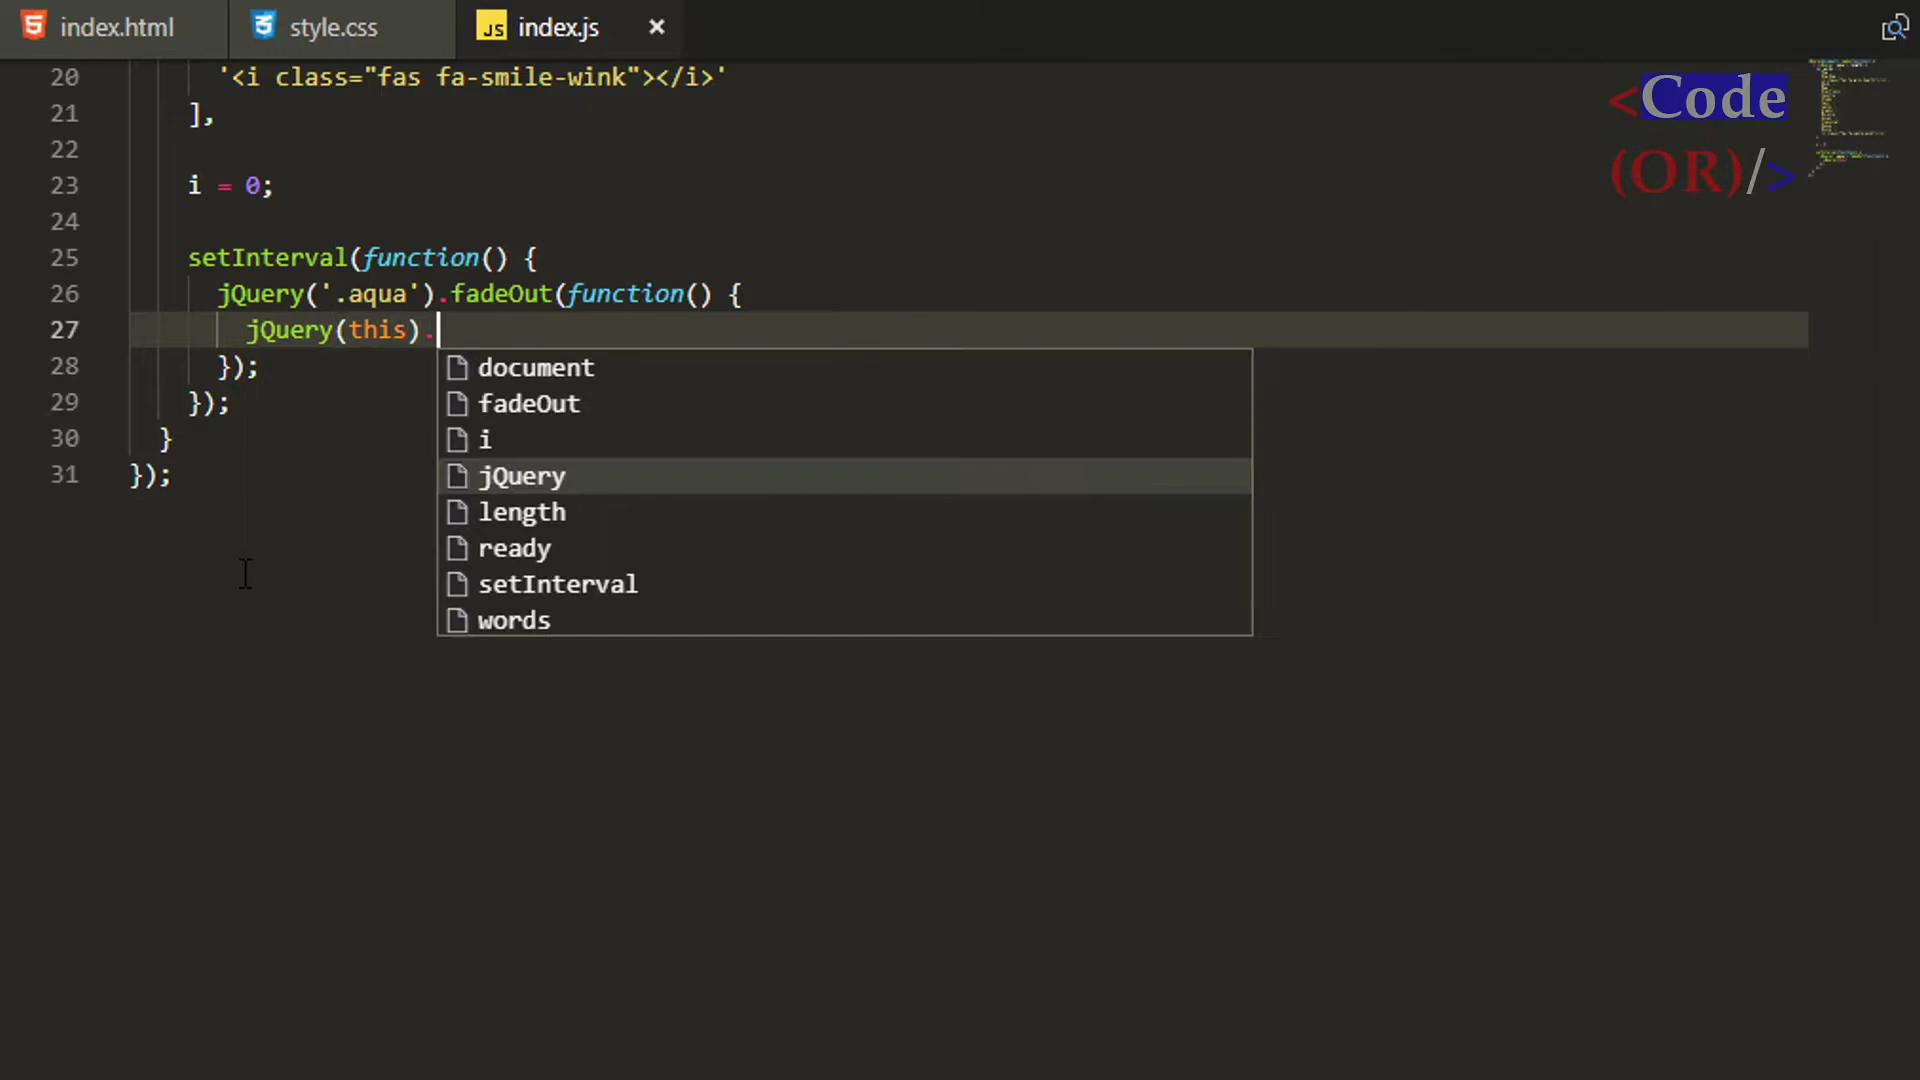 index.html
style.css
JS index.js ×
<Code
(OR)/>
20 '<i class="fas fa-smile-wink"></i>'
21 ],
22
23 i = 0;
24
25 setInterval(function() {
26 jQuery('.aqua').fadeOut(function() {
27 jQuery(this).
28 });
29 });
30 }
31 });
document
fadeOut
i
jQuery
length
ready
setInterval
words